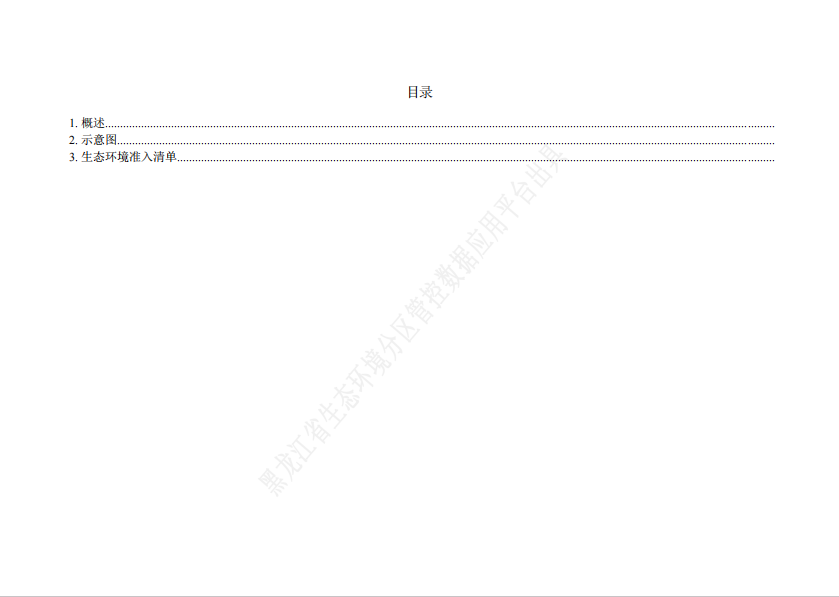 目录
1. 概述
2. 示意图
3. 生态环境准入清单
黑龙江省生态环境分区管控数据应用平台出具